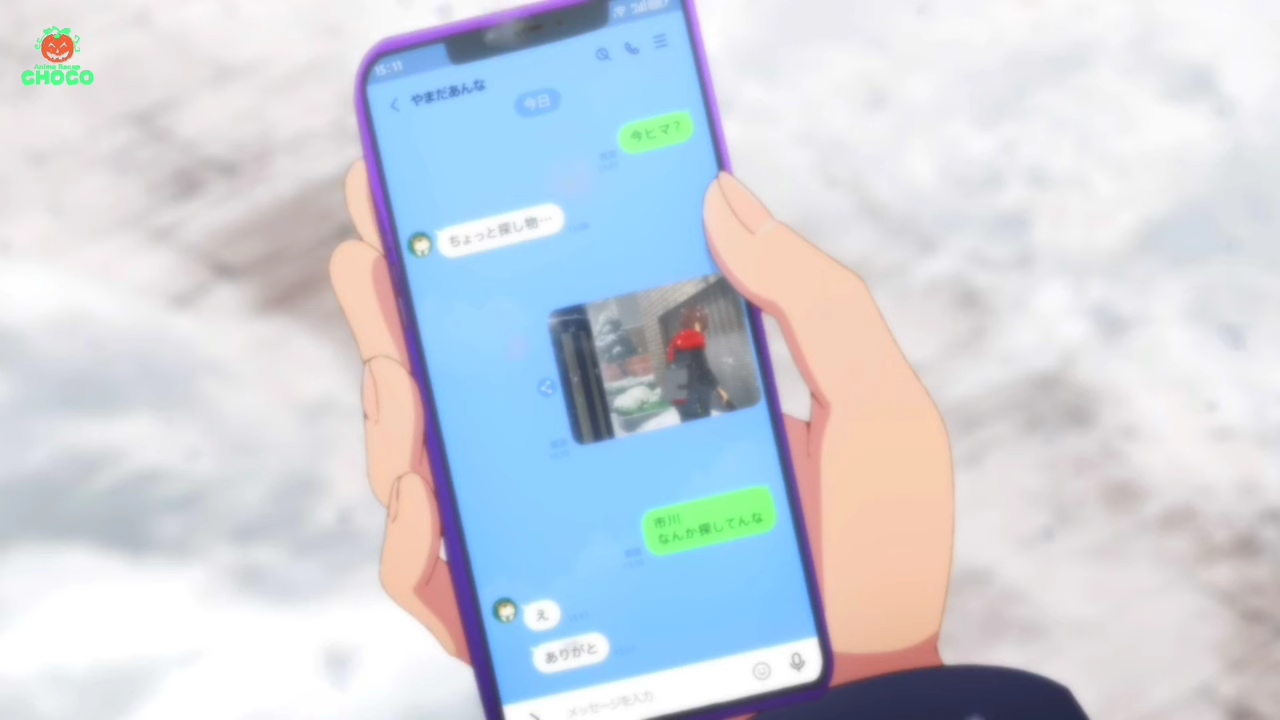 Anime Recap
CHOCO
15:11
やまだあんな
今日
今ヒマ？
ちょっと探し物…
市川
なんか探してんな
え
ありがと
メッセージを入力